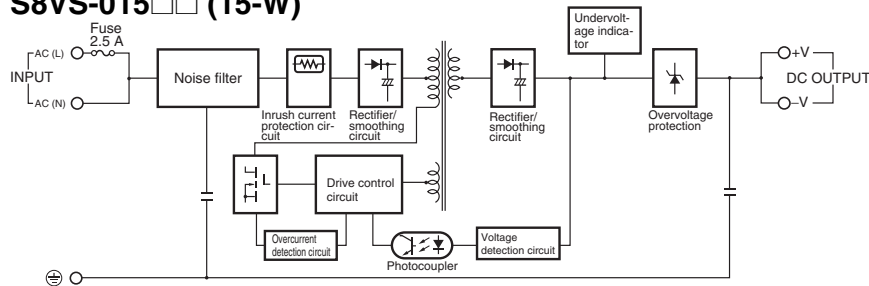 S8VS-015□□ (15-W)
Fuse
2.5 A
AC (L)
INPUT
AC (N)
Noise filter
Inrush current
protection cir-
cuit
Rectifier/
smoothing
circuit
Rectifier/
smoothing
circuit
Undervolt-
age indica-
tor
Overvoltage
protection
+V
DC OUTPUT
–V
Drive control
circuit
Overcurrent
detection circuit
Photocoupler
Voltage
detection circuit